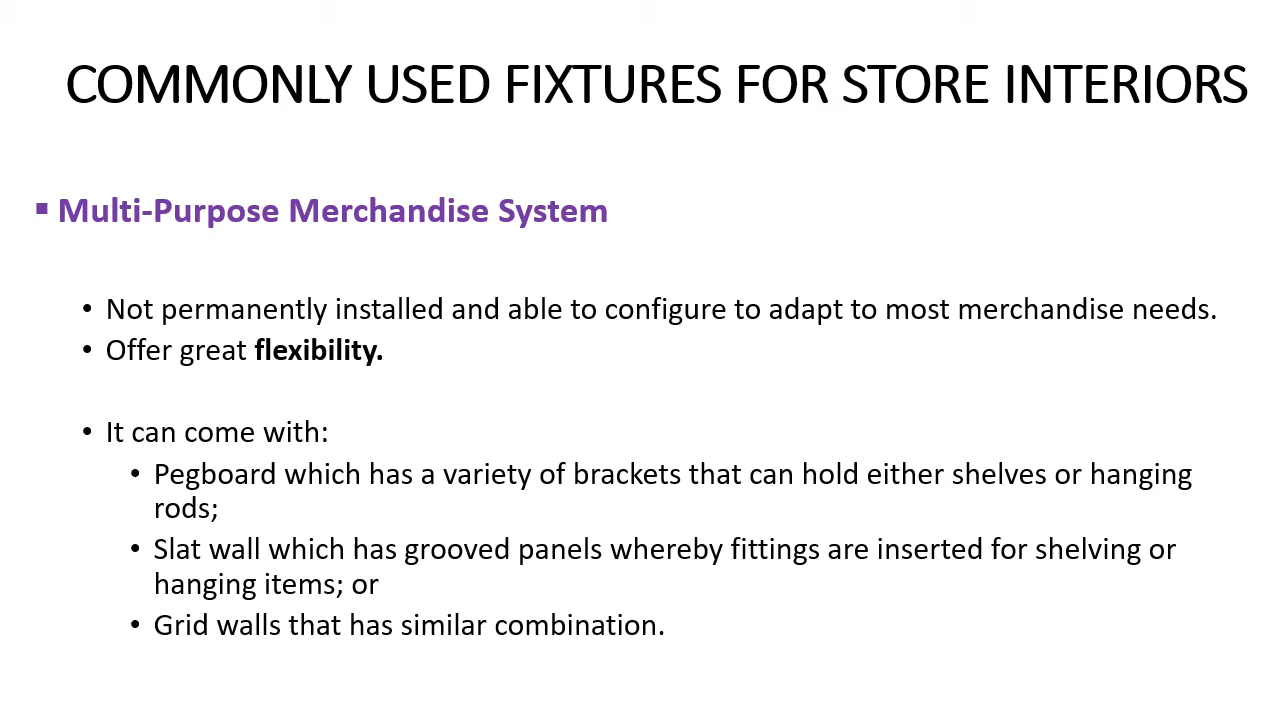 COMMONLY USED FIXTURES FOR STORE INTERIORS
▪ Multi-Purpose Merchandise System
• Not permanently installed and able to configure to adapt to most merchandise needs.
• Offer great flexibility.
• It can come with:
• Pegboard which has a variety of brackets that can hold either shelves or hanging
rods;
• Slat wall which has grooved panels whereby fittings are inserted for shelving or
hanging items; or
• Grid walls that has similar combination.